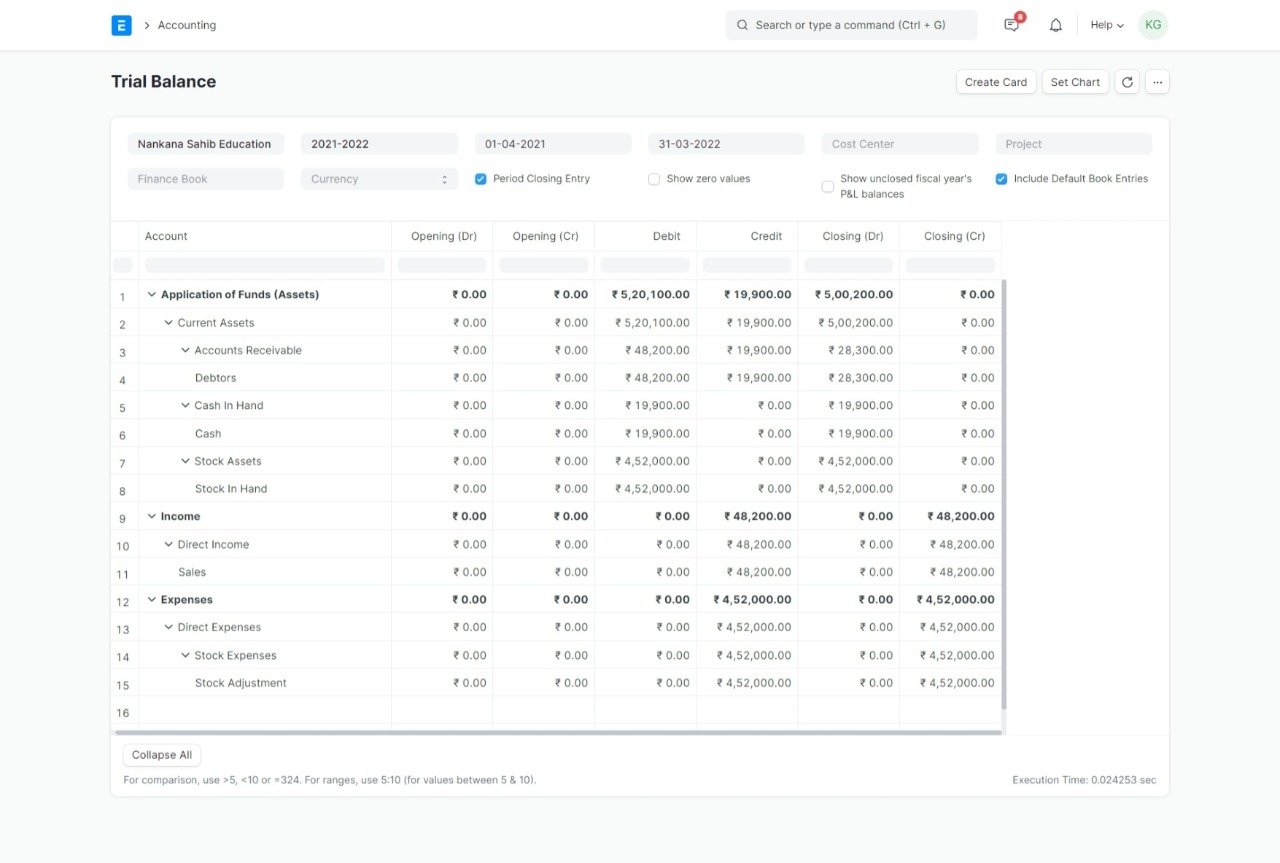 E > Accounting Search or type a command (Ctrl + G) 8 Help KG
Trial Balance Create Card Set Chart ...
Nankana Sahib Education 2021-2022 01-04-2021 31-03-2022 Cost Center Project
Finance Book Currency Period Closing Entry Show zero values Show unclosed fiscal year's Include Default Book Entries
P&L balances
Account Opening (Dr) Opening (Cr) Debit Credit Closing (Dr) Closing (Cr)
1 Application of Funds (Assets) ₹ 0.00 ₹ 0.00 ₹ 5,20,100.00 ₹ 19,900.00 ₹ 5,00,200.00 ₹ 0.00
2 Current Assets ₹ 0.00 ₹ 0.00 ₹ 5,20,100.00 ₹ 19,900.00 ₹ 5,00,200.00 ₹ 0.00
3 Accounts Receivable ₹ 0.00 ₹ 0.00 ₹ 48,200.00 ₹ 19,900.00 ₹ 28,300.00 ₹ 0.00
4 Debtors ₹ 0.00 ₹ 0.00 ₹ 48,200.00 ₹ 19,900.00 ₹ 28,300.00 ₹ 0.00
5 Cash In Hand ₹ 0.00 ₹ 0.00 ₹ 19,900.00 ₹ 0.00 ₹ 19,900.00 ₹ 0.00
6 Cash ₹ 0.00 ₹ 0.00 ₹ 19,900.00 ₹ 0.00 ₹ 19,900.00 ₹ 0.00
7 Stock Assets ₹ 0.00 ₹ 0.00 ₹ 4,52,000.00 ₹ 0.00 ₹ 4,52,000.00 ₹ 0.00
8 Stock In Hand ₹ 0.00 ₹ 0.00 ₹ 4,52,000.00 ₹ 0.00 ₹ 4,52,000.00 ₹ 0.00
9 Income ₹ 0.00 ₹ 0.00 ₹ 0.00 ₹ 48,200.00 ₹ 0.00 ₹ 48,200.00
10 Direct Income ₹ 0.00 ₹ 0.00 ₹ 0.00 ₹ 48,200.00 ₹ 0.00 ₹ 48,200.00
11 Sales ₹ 0.00 ₹ 0.00 ₹ 0.00 ₹ 48,200.00 ₹ 0.00 ₹ 48,200.00
12 Expenses ₹ 0.00 ₹ 0.00 ₹ 0.00 ₹ 4,52,000.00 ₹ 0.00 ₹ 4,52,000.00
13 Direct Expenses ₹ 0.00 ₹ 0.00 ₹ 0.00 ₹ 4,52,000.00 ₹ 0.00 ₹ 4,52,000.00
14 Stock Expenses ₹ 0.00 ₹ 0.00 ₹ 0.00 ₹ 4,52,000.00 ₹ 0.00 ₹ 4,52,000.00
15 Stock Adjustment ₹ 0.00 ₹ 0.00 ₹ 0.00 ₹ 4,52,000.00 ₹ 0.00 ₹ 4,52,000.00
16
Collapse All
For comparison, use >5, <10 or =324. For ranges, use 5:10 (for values between 5 & 10). Execution Time: 0.024253 sec